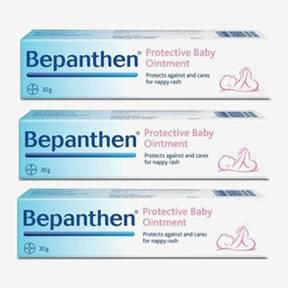 Bepanthen®
Protective Baby
Ointment
Protects against and cares
for nappy rash
30g
Bepanthen®
Protective Baby
Ointment
Protects against and cares
for nappy rash
30g
Bepanthen®
Protective Baby
Ointment
Protects against and cares
for nappy rash
30g